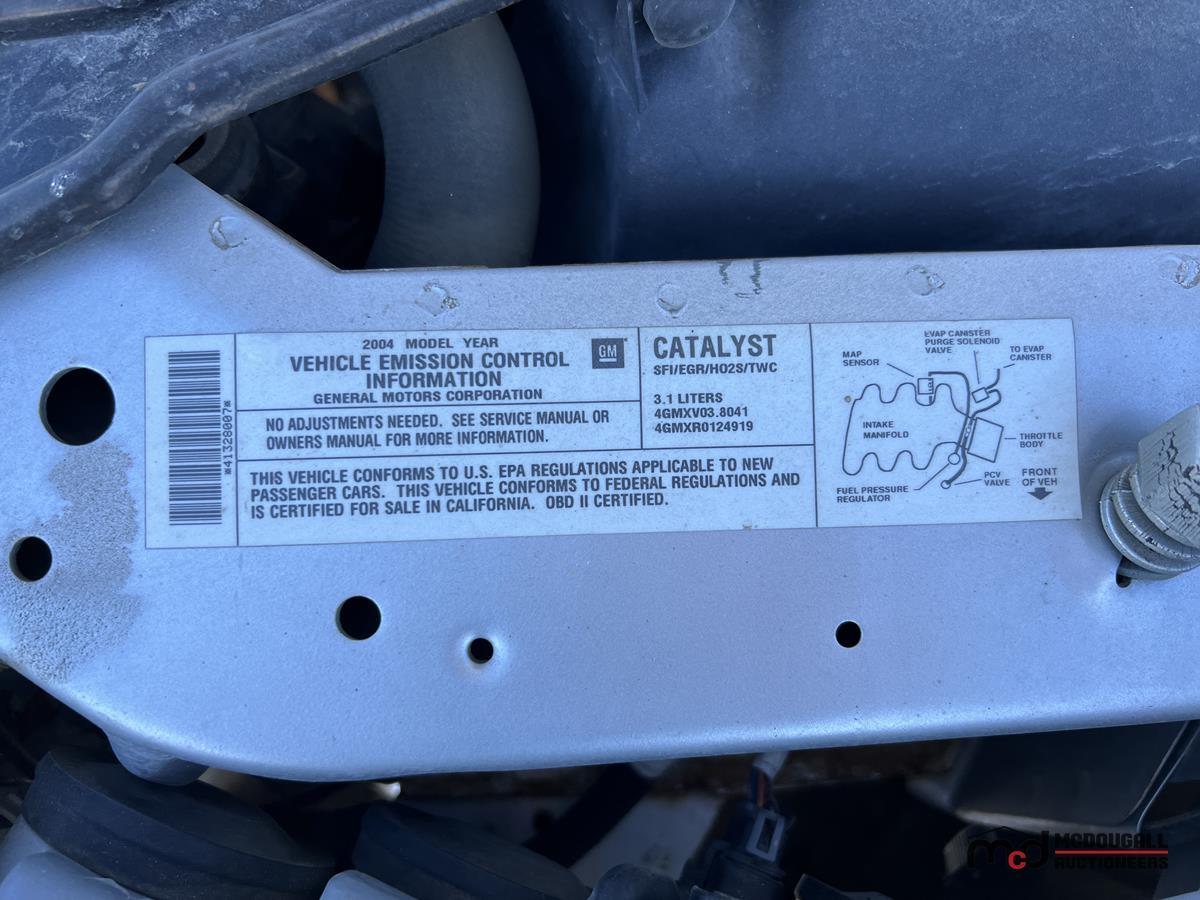 *41328007*
2004 MODEL YEAR
VEHICLE EMISSION CONTROL
INFORMATION
GENERAL MOTORS CORPORATION
GM
NO ADJUSTMENTS NEEDED. SEE SERVICE MANUAL OR
OWNERS MANUAL FOR MORE INFORMATION.
CATALYST
SFI/EGR/HO2S/TWC
3.1 LITERS
4GMXV03.8041
4GMXR0124919
THIS VEHICLE CONFORMS TO U.S. EPA REGULATIONS APPLICABLE TO NEW
PASSENGER CARS. THIS VEHICLE CONFORMS TO FEDERAL REGULATIONS AND
IS CERTIFIED FOR SALE IN CALIFORNIA. OBD II CERTIFIED.
EVAP CANISTER
PURGE SOLENOID
VALVE
TO EVAP
CANISTER
MAP
SENSOR
INTAKE
MANIFOLD
THROTTLE
BODY
FUEL PRESSURE
REGULATOR
PCV
VALVE
FRONT
OF VEH
mcd
MCDOUGALL
AUCTIONEERS